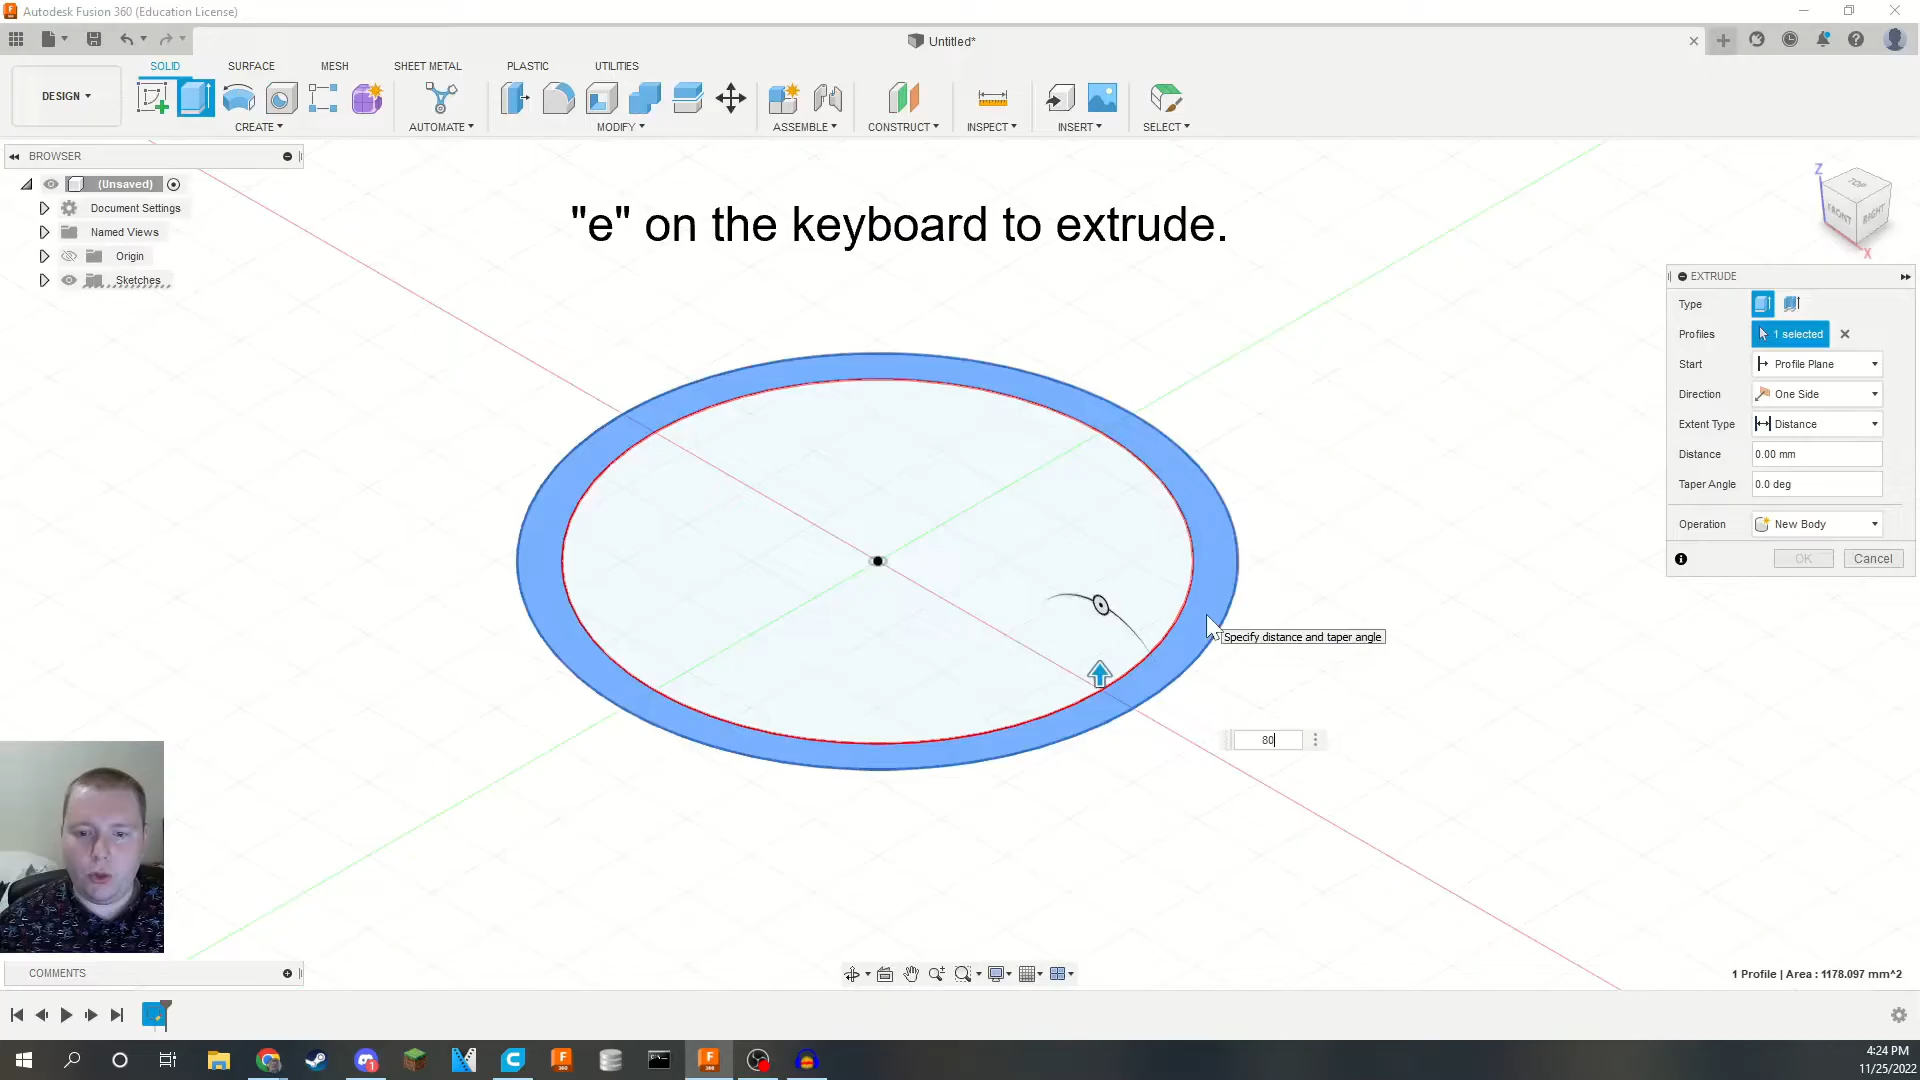 Autodesk Fusion 360 (Education License)
Untitled*
DESIGN
SOLID
SURFACE
MESH
SHEET METAL
PLASTIC
UTILITIES
CREATE
AUTOMATE
MODIFY
ASSEMBLE
CONSTRUCT
INSPECT
INSERT
SELECT
BROWSER
(Unsaved)
Document Settings
Named Views
Origin
Sketches
"e" on the keyboard to extrude.
Z
TOP
FRONT
RIGHT
X
EXTRUDE
Type
Profiles
1 selected
Start
Profile Plane
Direction
One Side
Extent Type
Distance
Distance
0.00 mm
Taper Angle
0.0 deg
Operation
New Body
OK
Cancel
Specify distance and taper angle
80
COMMENTS
1 Profile | Area : 1178.097 mm^2
4:24 PM
11/25/2022